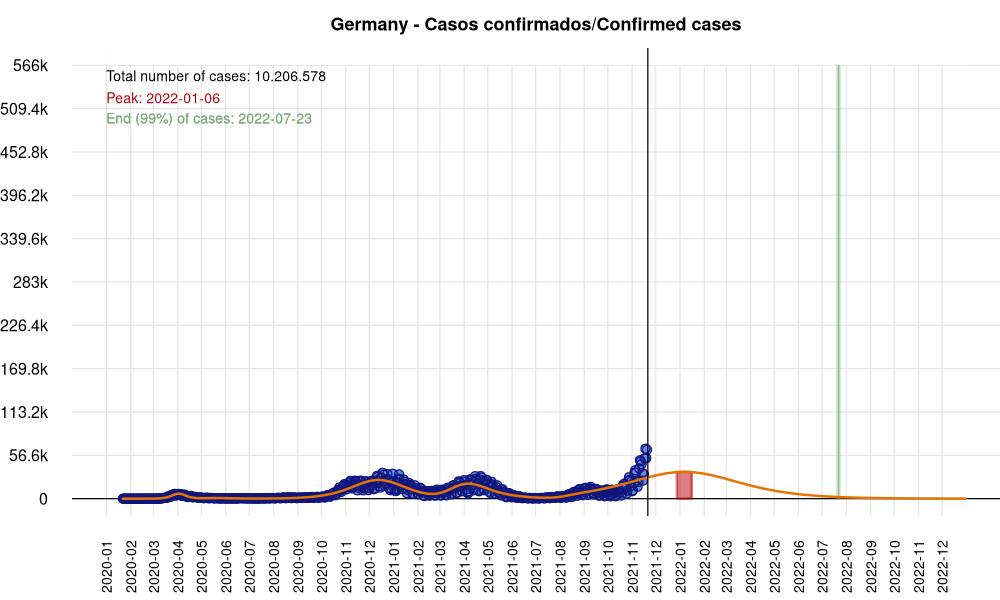 Germany - Casos confirmados/Confirmed cases
Total number of cases: 10.206.578
Peak: 2022-01-06
End (99%) of cases: 2022-07-23
566k
509.4k
452.8k
396.2k
339.6k
283k
226.4k
169.8k
113.2k
56.6k
0
2020-01
2020-02
2020-03
2020-04
2020-05
2020-06
2020-07
2020-08
2020-09
2020-10
2020-11
2020-12
2021-01
2021-02
2021-03
2021-04
2021-05
2021-06
2021-07
2021-08
2021-09
2021-10
2021-11
2021-12
2022-01
2022-02
2022-03
2022-04
2022-05
2022-06
2022-07
2022-08
2022-09
2022-10
2022-11
2022-12